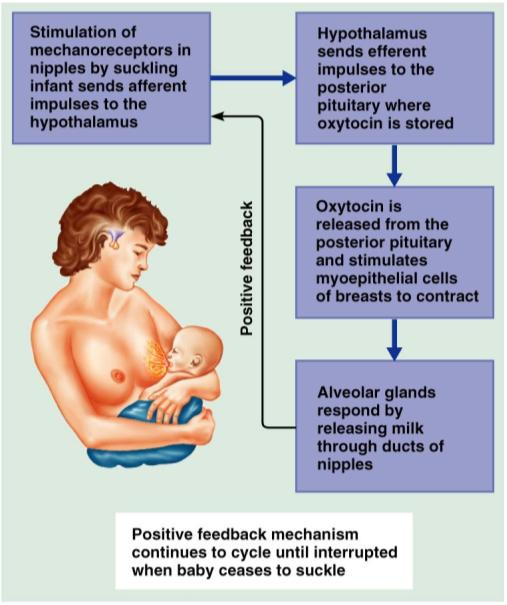 Stimulation of
mechanoreceptors in
nipples by suckling
infant sends afferent
impulses to the
hypothalamus
Hypothalamus
sends efferent
impulses to the
posterior
pituitary where
oxytocin is stored
Oxytocin is
released from the
posterior pituitary
and stimulates
myoepithelial cells
of breasts to contract
Positive feedback
Alveolar glands
respond by
releasing milk
through ducts of
nipples
Positive feedback mechanism
continues to cycle until interrupted
when baby ceases to suckle